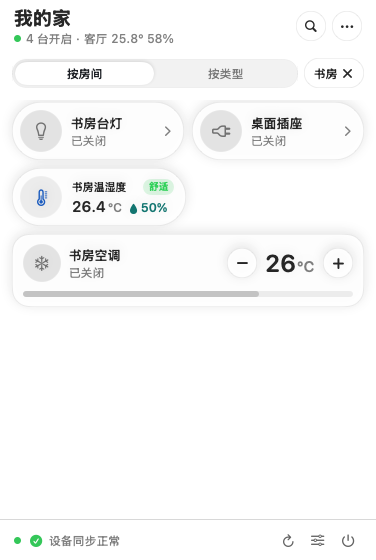 我的家
4 台开启 · 客厅 25.8° 58%
按房间 按类型 书房 ✕
书房台灯
已关闭
桌面插座
已关闭
书房温湿度 舒适
26.4°C 50%
书房空调
已关闭
− 26°C +
设备同步正常